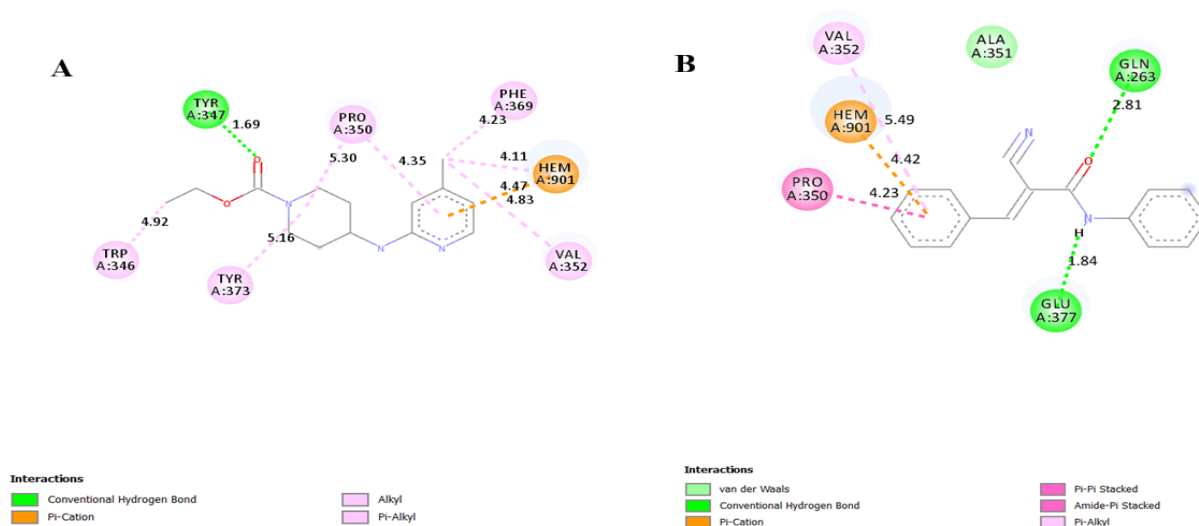 A
TYR
A:347
1.69
PRO
A:350
PHE
A:369
4.23
5.30
4.35
4.11
HEM
A:901
4.47
4.83
O
O
N
4.92
5.16
TRP
A:346
TYR
A:373
N
N
VAL
A:352
Interactions
Conventional Hydrogen Bond
Pi-Cation
Alkyl
Pi-Alkyl
B
VAL
A:352
ALA
A:351
GLN
A:263
2.81
HEM
A:901
5.49
N
O
4.42
PRO
A:350
4.23
N
H
1.84
GLU
A:377
Interactions
van der Waals
Conventional Hydrogen Bond
Pi-Cation
Pi-Pi Stacked
Amide-Pi Stacked
Pi-Alkyl